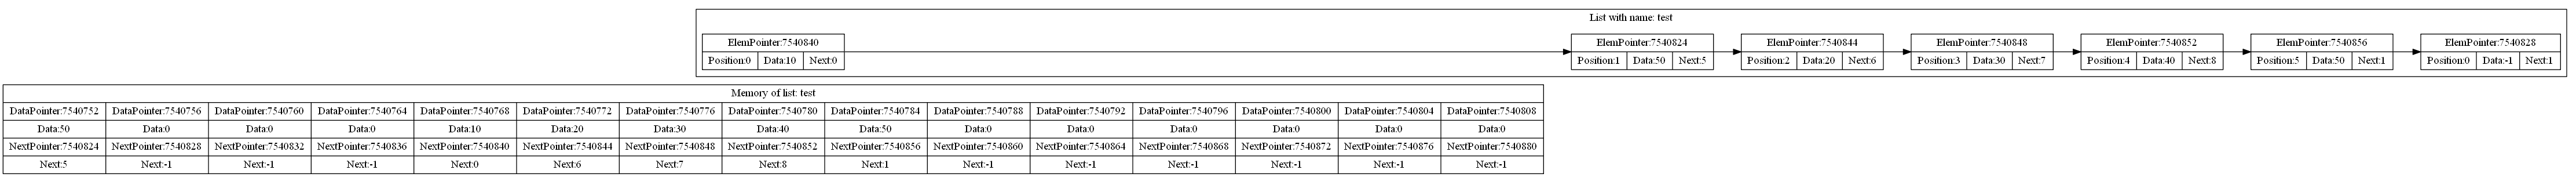 List with name: test
ElemPointer:7540840 ElemPointer:7540824 ElemPointer:7540844 ElemPointer:7540848 ElemPointer:7540852 ElemPointer:7540856 ElemPointer:7540828
Position:0 Data:10 Next:0 Position:1 Data:50 Next:5 Position:2 Data:20 Next:6 Position:3 Data:30 Next:7 Position:4 Data:40 Next:8 Position:5 Data:50 Next:1 Position:0 Data:-1 Next:1
Memory of list: test
DataPointer:7540752 DataPointer:7540756 DataPointer:7540760 DataPointer:7540764 DataPointer:7540768 DataPointer:7540772 DataPointer:7540776 DataPointer:7540780 DataPointer:7540784 DataPointer:7540788 DataPointer:7540792 DataPointer:7540796 DataPointer:7540800 DataPointer:7540804 DataPointer:7540808
Data:50 Data:0 Data:0 Data:0 Data:10 Data:20 Data:30 Data:40 Data:50 Data:0 Data:0 Data:0 Data:0 Data:0 Data:0
NextPointer:7540824 NextPointer:7540828 NextPointer:7540832 NextPointer:7540836 NextPointer:7540840 NextPointer:7540844 NextPointer:7540848 NextPointer:7540852 NextPointer:7540856 NextPointer:7540860 NextPointer:7540864 NextPointer:7540868 NextPointer:7540872 NextPointer:7540876 NextPointer:7540880
Next:5 Next:-1 Next:-1 Next:-1 Next:0 Next:6 Next:7 Next:8 Next:1 Next:-1 Next:-1 Next:-1 Next:-1 Next:-1 Next:-1